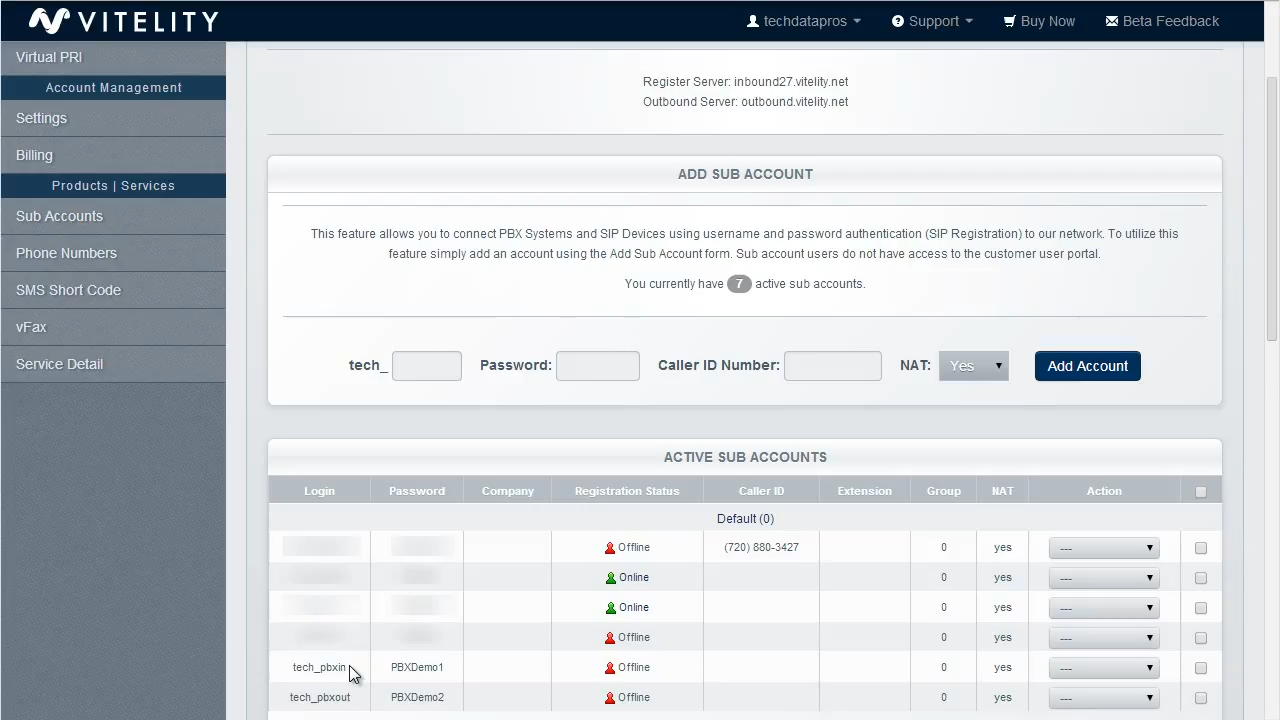 VITELITY
techdatapros
Support
Buy Now
Beta Feedback
Virtual PRI
Account Management
Settings
Billing
Products | Services
Sub Accounts
Phone Numbers
SMS Short Code
vFax
Service Detail
Register Server: inbound27.vitelity.net
Outbound Server: outbound.vitelity.net
ADD SUB ACCOUNT
This feature allows you to connect PBX Systems and SIP Devices using username and password authentication (SIP Registration) to our network. To utilize this
feature simply add an account using the Add Sub Account form. Sub account users do not have access to the customer user portal.
You currently have 7 active sub accounts.
tech_ Password: Caller ID Number: NAT: Yes Add Account
ACTIVE SUB ACCOUNTS
Login Password Company Registration Status Caller ID Extension Group NAT Action
Default (0)
Offline (720) 880-3427 0 yes ---
Online 0 yes ---
Online 0 yes ---
Offline 0 yes ---
tech_pbxin PBXDemo1 Offline 0 yes ---
tech_pbxout PBXDemo2 Offline 0 yes ---